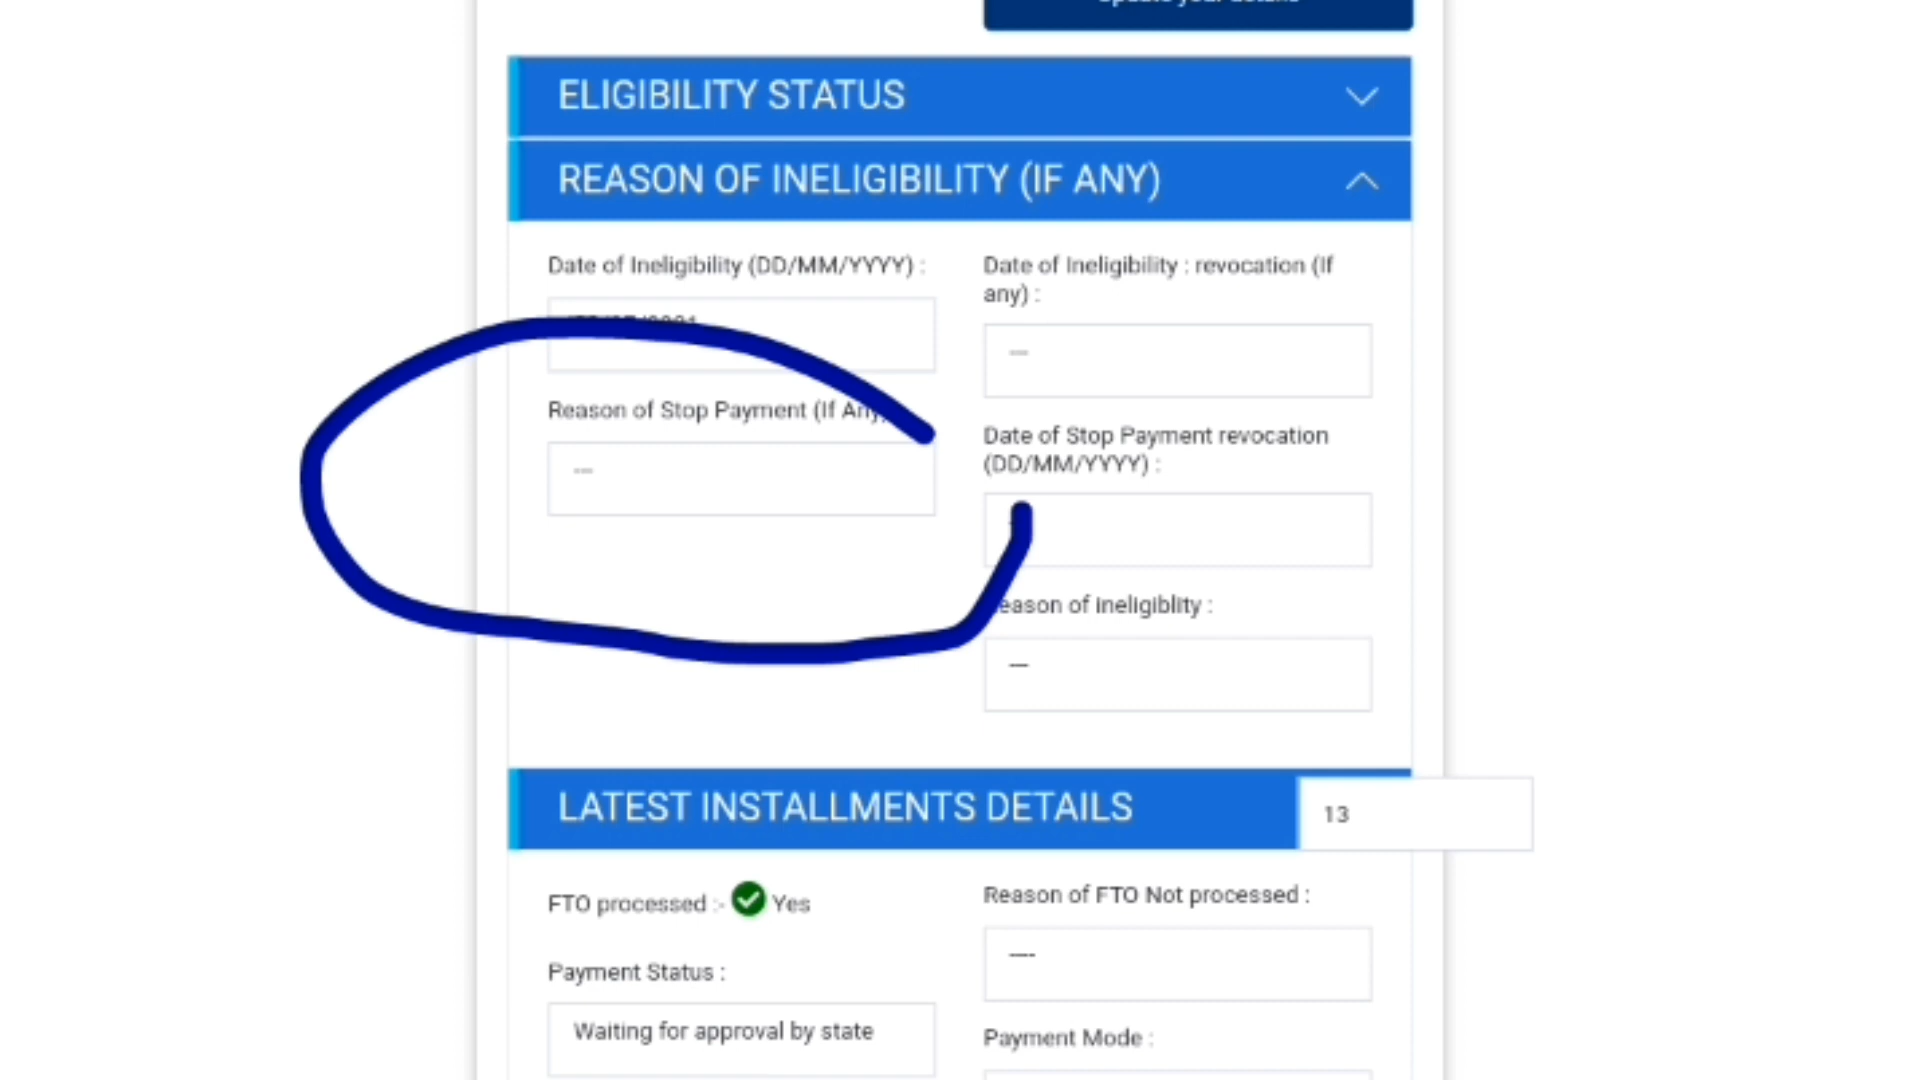 ELIGIBILITY STATUS
REASON OF INELIGIBILITY (IF ANY)
Date of Ineligibility (DD/MM/YYYY) :
Date of Ineligibility : revocation (If
any) :
---
Reason of Stop Payment (If Any)
---
Date of Stop Payment revocation
(DD/MM/YYYY) :
of ineligiblity :
---
LATEST INSTALLMENTS DETAILS
13
FTO processed :- Yes
Reason of FTO Not processed :
----
Payment Status :
Waiting for approval by state
Payment Mode :